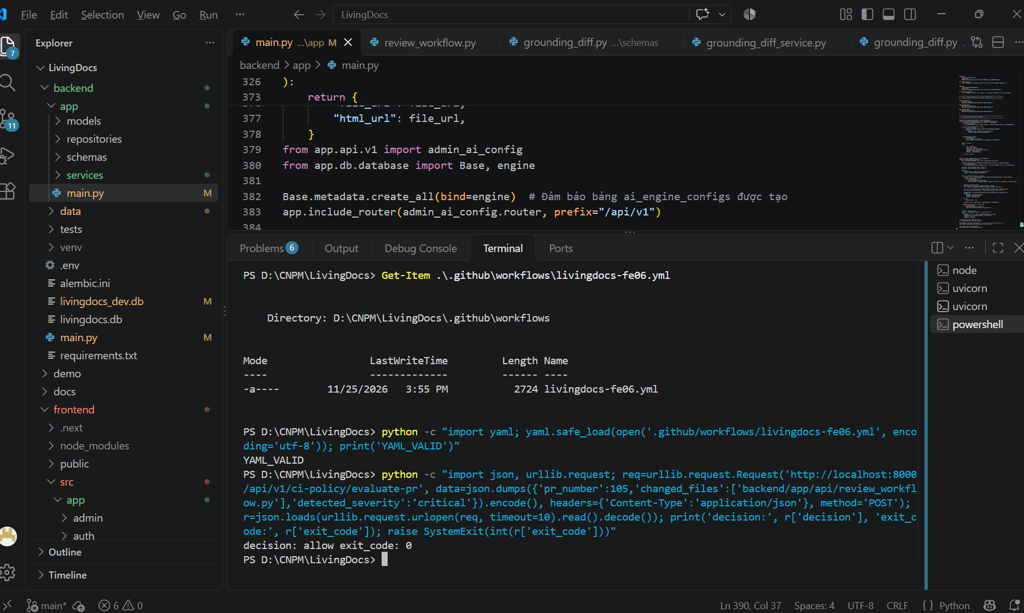 File Edit Selection View Go Run ··· LivingDocs
Explorer ···
LivingDocs
backend
app
models
repositories
schemas
services
main.py M
data
tests
venv
.env
alembic.ini
livingdocs_dev.db M
livingdocs.db
main.py M
requirements.txt
demo
docs
frontend
.next
node_modules
public
src
app
admin
auth
Outline
Timeline
7
11
main.py ...\app M review_workflow.py grounding_diff.py ...\schemas grounding_diff_service.py grounding_diff.py
backend > app > main.py
326 ):
373 return {
377 "html_url": file_url,
378 }
379 from app.api.v1 import admin_ai_config
380 from app.db.database import Base, engine
381
382 Base.metadata.create_all(bind=engine) # Đảm bảo bảng ai_engine_configs được tạo
383 app.include_router(admin_ai_config.router, prefix="/api/v1")
384
Problems 6 Output Debug Console Terminal Ports
PS D:\CNPM\LivingDocs> Get-Item .\.github\workflows\livingdocs-fe06.yml
Directory: D:\CNPM\LivingDocs\.github\workflows
Mode LastWriteTime Length Name
---- ------------- ------ ----
-a---- 11/25/2026 3:55 PM 2724 livingdocs-fe06.yml
PS D:\CNPM\LivingDocs> python -c "import yaml; yaml.safe_load(open('.github/workflows/livingdocs-fe06.yml', enco
ding='utf-8')); print('YAML_VALID')"
YAML_VALID
PS D:\CNPM\LivingDocs> python -c "import json, urllib.request; req=urllib.request.Request('http://localhost:8000
/api/v1/ci-policy/evaluate-pr', data=json.dumps({'pr_number':105,'changed_files':['backend/app/api/review_workfl
ow.py'],'detected_severity':'critical'}).encode(), headers={'Content-Type':'application/json'}, method='POST');
r=json.loads(urllib.request.urlopen(req, timeout=10).read().decode()); print('decision:', r['decision'], 'exit_c
ode:', r['exit_code']); raise SystemExit(int(r['exit_code']))"
decision: allow exit_code: 0
PS D:\CNPM\LivingDocs>
node
uvicorn
uvicorn
powershell
main* 6 0 Ln 390, Col 37 Spaces: 4 UTF-8 CRLF { } Python